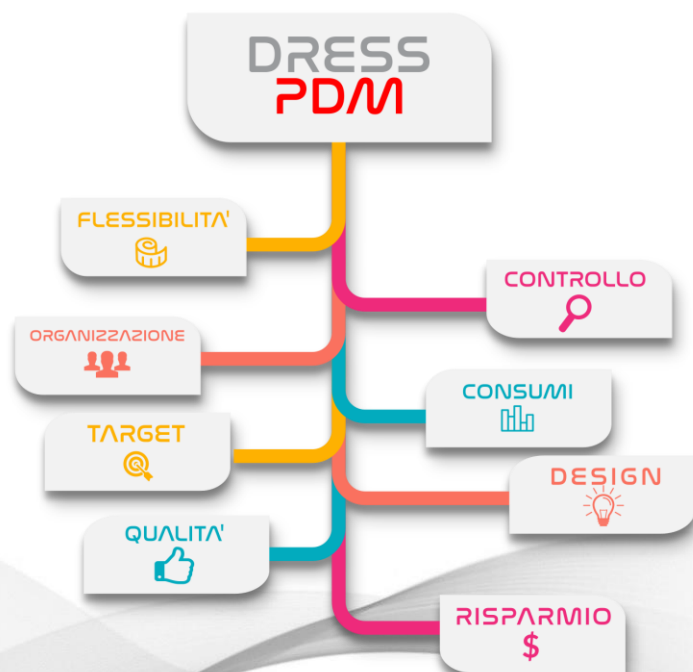 DRESS
PDM
FLESSIBILITA'
CONTROLLO
ORGANIZZAZIONE
CONSUMI
TARGET
DESIGN
QUALITA'
RISPARMIO
$